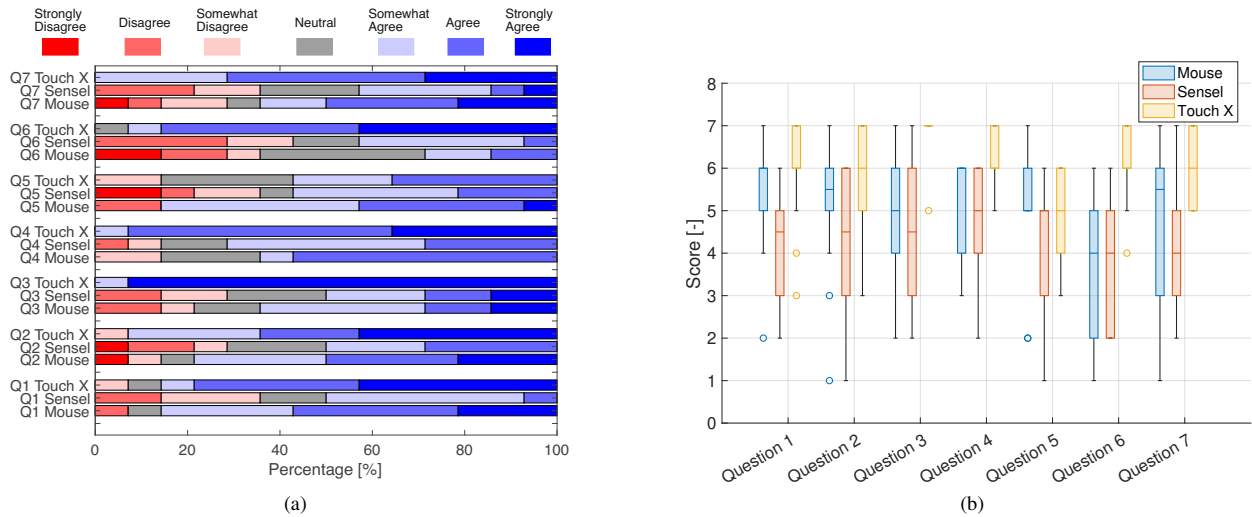 Strongly Disagree
Disagree
Somewhat Disagree
Neutral
Somewhat Agree
Agree
Strongly Agree
Q7 Touch X
Q7 Sensel
Q7 Mouse
Q6 Touch X
Q6 Sensel
Q6 Mouse
Q5 Touch X
Q5 Sensel
Q5 Mouse
Q4 Touch X
Q4 Sensel
Q4 Mouse
Q3 Touch X
Q3 Sensel
Q3 Mouse
Q2 Touch X
Q2 Sensel
Q2 Mouse
Q1 Touch X
Q1 Sensel
Q1 Mouse
0 20 40 60 80 100
Percentage [%]
(a)
Mouse
Sensel
Touch X
8
7
6
5
4
3
2
1
0
Score [-]
Question 1
Question 2
Question 3
Question 4
Question 5
Question 6
Question 7
(b)